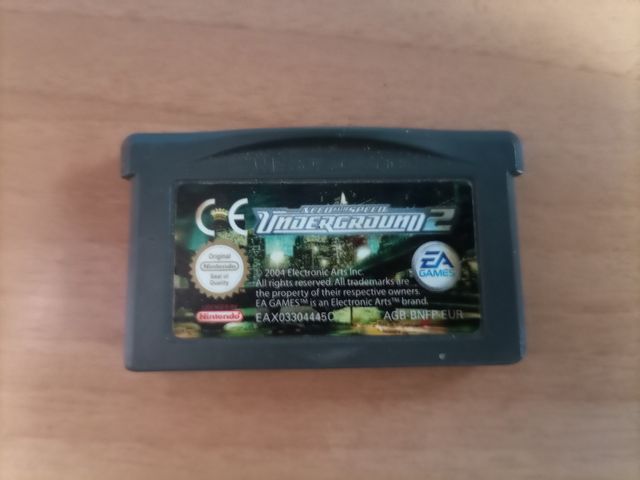 CE
NEED FOR SPEED
UNDERGROUND 2
Original
Nintendo
Seal of
Quality
© 2004 Electronic Arts Inc.
All rights reserved. All trademarks are
the property of their respective owners.
EA GAMES™ is an Electronic Arts™ brand.
EA
GAMES™
Nintendo
EAX03304445C
AGB-BNFP-EUR